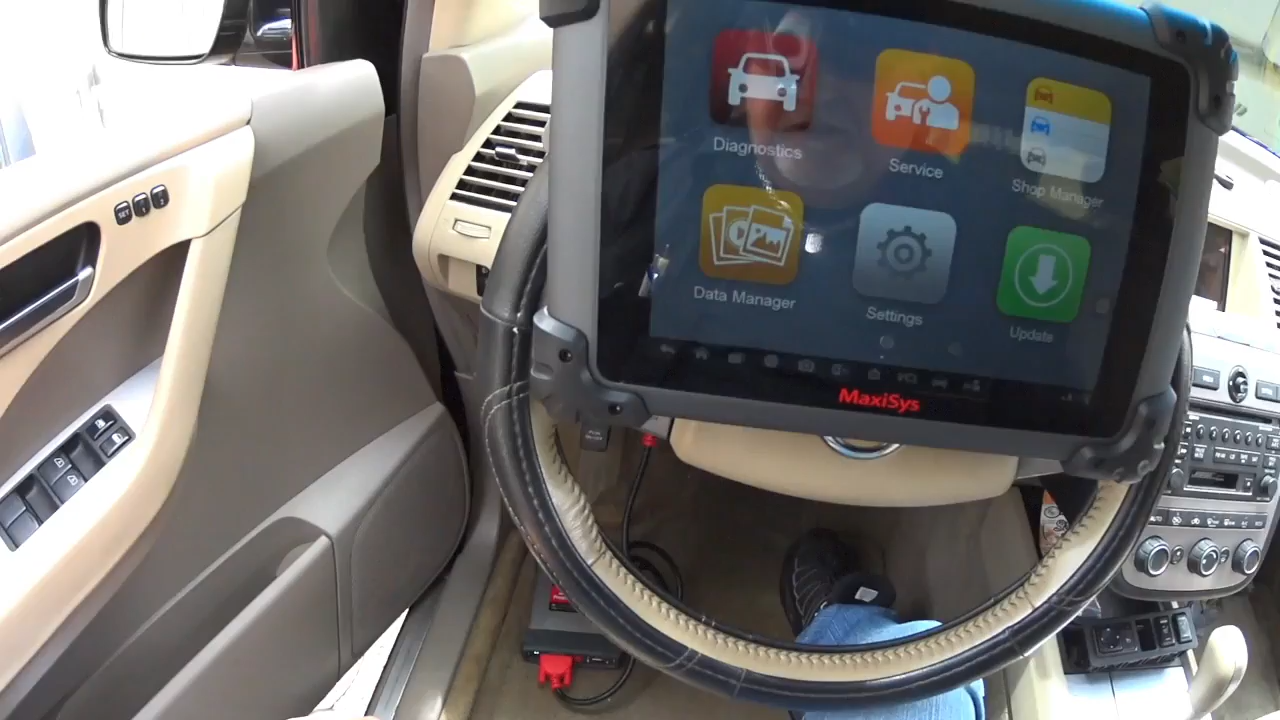 Diagnostics
Service
Shop Manager
Data Manager
Settings
Update
MaxiSys
SET